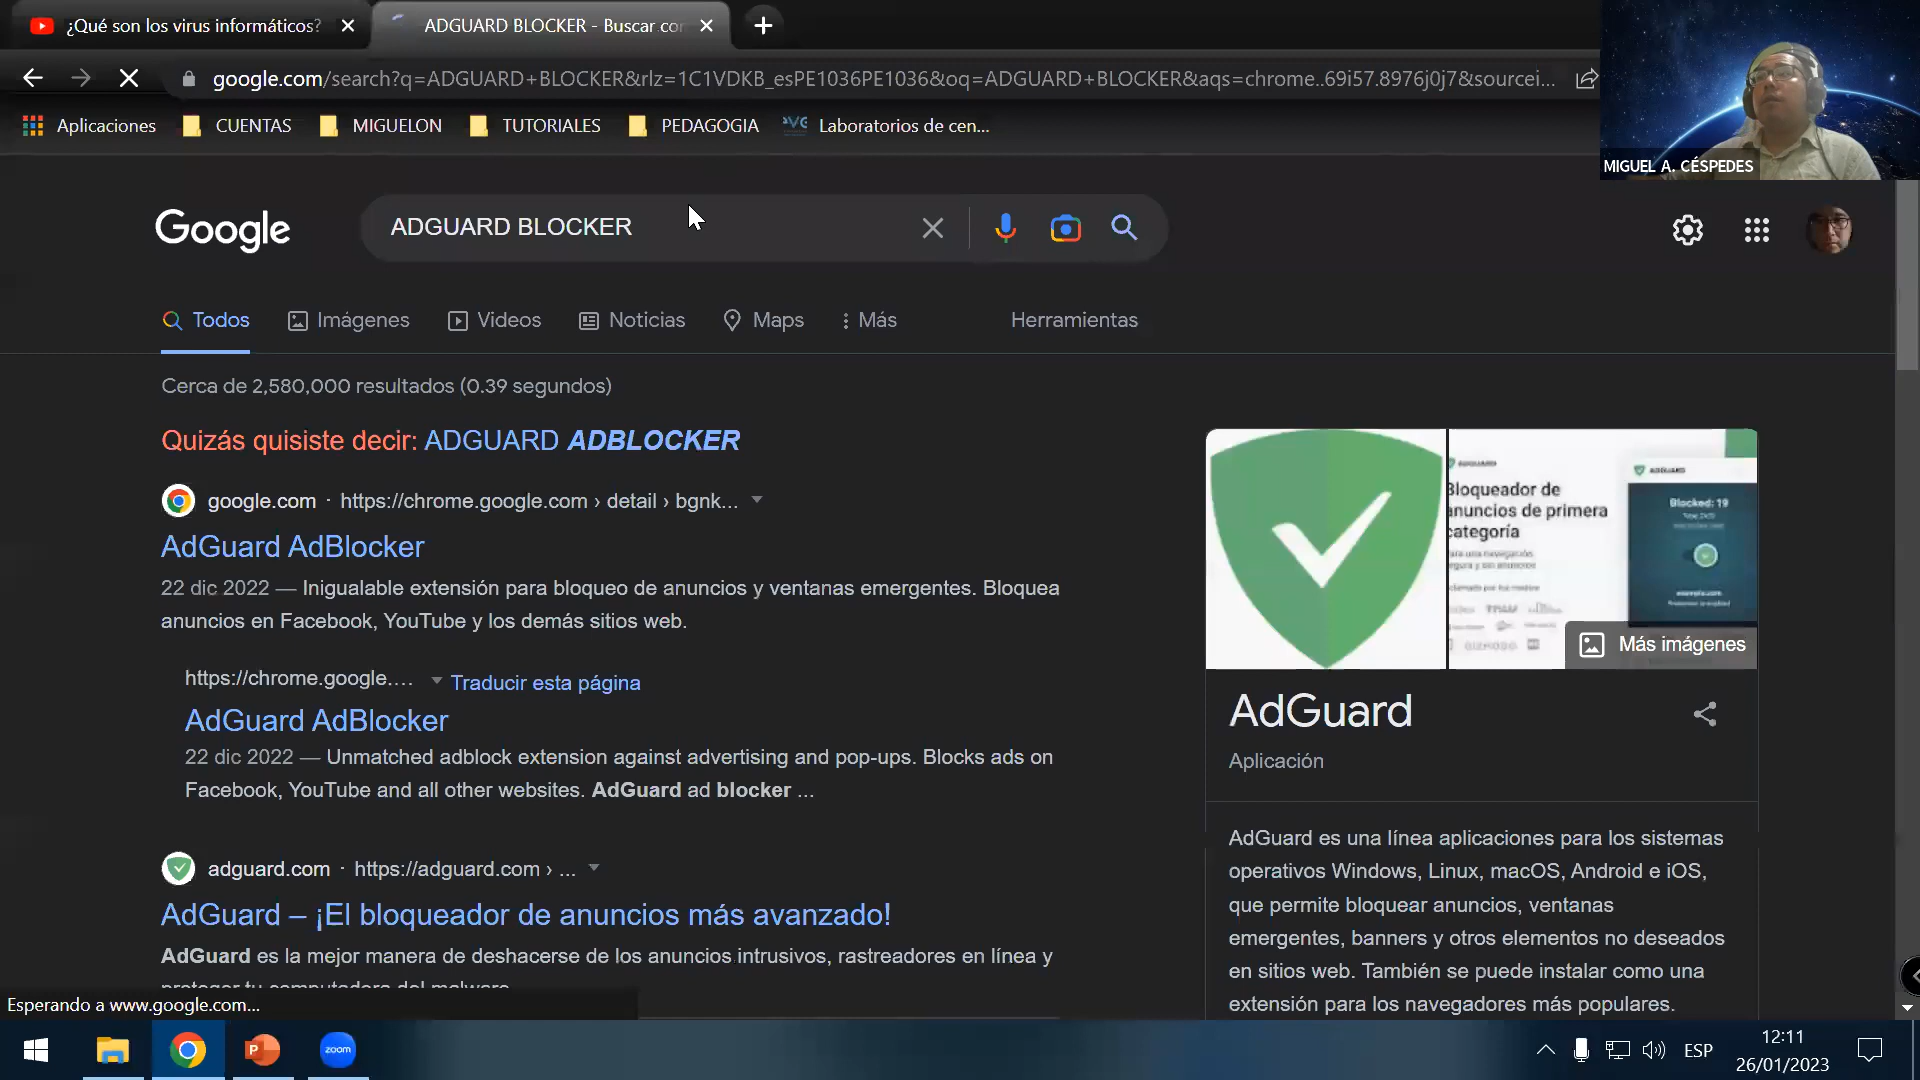 ¿Qué son los virus informáticos?
ADGUARD BLOCKER - Buscar co
google.com/search?q=ADGUARD+BLOCKER&rlz=1C1VDKB_esPE1036PE1036&oq=ADGUARD+BLOCKER&aqs=chrome..69i57.8976j0j7&sourcei...
Aplicaciones
CUENTAS
MIGUELON
TUTORIALES
PEDAGOGIA
Laboratorios de cen...
MIGUEL A. CÉSPEDES
Google
ADGUARD BLOCKER
Todos
Imágenes
Videos
Noticias
Maps
Más
Herramientas
Cerca de 2,580,000 resultados (0.39 segundos)
Quizás quisiste decir: ADGUARD ADBLOCKER
google.com · https://chrome.google.com › detail › bgnk...
AdGuard AdBlocker
22 dic 2022 — Inigualable extensión para bloqueo de anuncios y ventanas emergentes. Bloquea
anuncios en Facebook, YouTube y los demás sitios web.
https://chrome.google....
Traducir esta página
AdGuard AdBlocker
22 dic 2022 — Unmatched adblock extension against advertising and pop-ups. Blocks ads on
Facebook, YouTube and all other websites. AdGuard ad blocker ...
adguard.com · https://adguard.com › ...
AdGuard – ¡El bloqueador de anuncios más avanzado!
AdGuard es la mejor manera de deshacerse de los anuncios intrusivos, rastreadores en línea y
proteger tu computadora del malware
ADGUARD
Bloqueador de
anuncios de primera
categoría
ADGUARD
Blocked: 19
GIZMODO
Más imágenes
AdGuard
Aplicación
AdGuard es una línea aplicaciones para los sistemas
operativos Windows, Linux, macOS, Android e iOS,
que permite bloquear anuncios, ventanas
emergentes, banners y otros elementos no deseados
en sitios web. También se puede instalar como una
extensión para los navegadores más populares.
Esperando a www.google.com...
P
zoom
ESP
12:11
26/01/2023